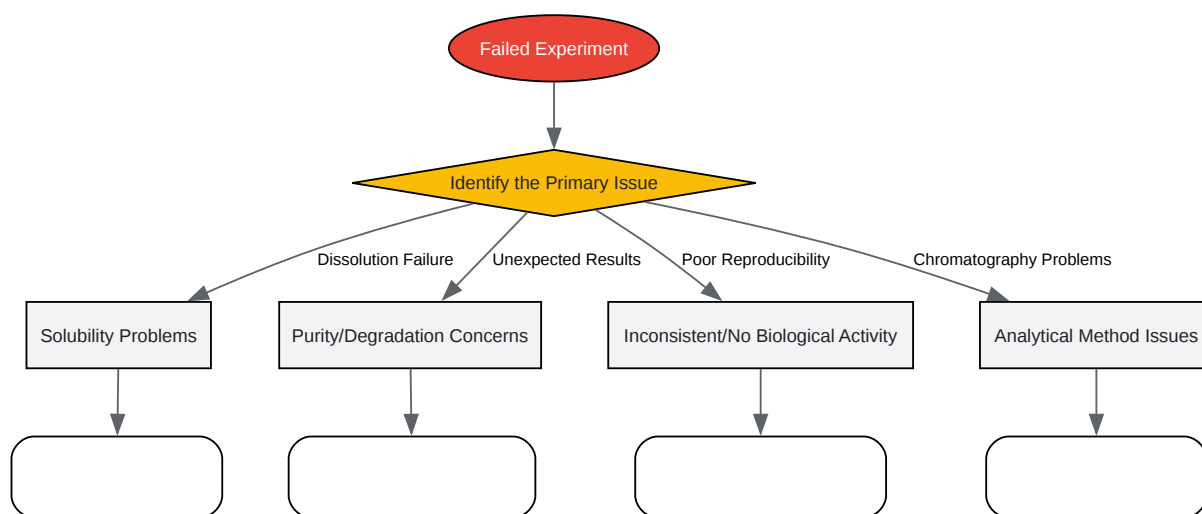 Failed Experiment
Identify the Primary Issue
Dissolution Failure
Unexpected Results
Poor Reproducibility
Chromatography Problems
Solubility Problems
Purity/Degradation Concerns
Inconsistent/No Biological Activity
Analytical Method Issues